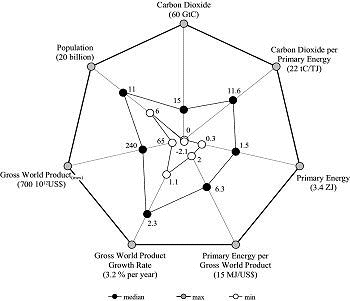 Carbon Dioxide
(60 GtC)
Population
(20 billion)
Carbon Dioxide per
Primary Energy
(22 tC/TJ)
11
11.6
15
6
0
240
65
0.3
1.5
-2.1
2
Gross World Product
(700 10¹²US$)
Primary Energy
(3.4 ZJ)
1.1
6.3
2.3
Gross World Product
Growth Rate
(3.2 % per year)
Primary Energy per
Gross World Product
(15 MJ/US$)
median
max
min